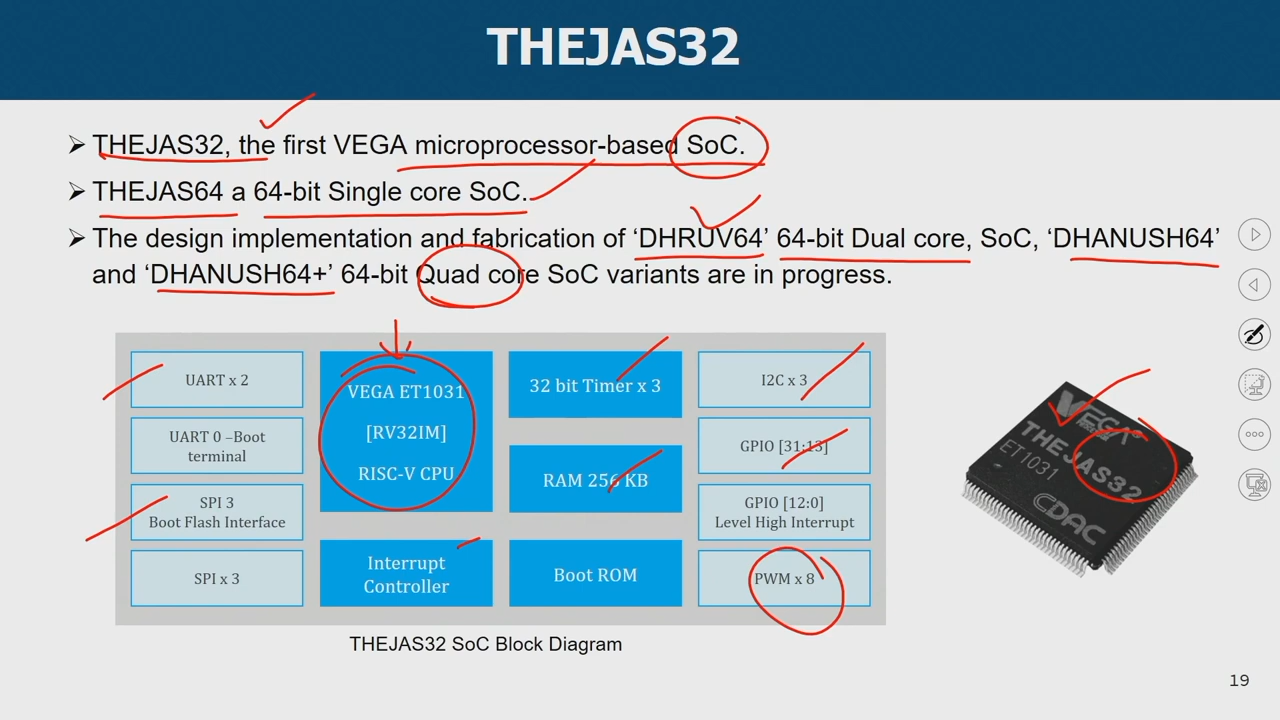 THEJAS32
➢ THEJAS32, the first VEGA microprocessor-based SoC.
➢ THEJAS64 a 64-bit Single core SoC.
➢ The design implementation and fabrication of ‘DHRUV64’ 64-bit Dual core, SoC, ‘DHANUSH64’
and ‘DHANUSH64+’ 64-bit Quad core SoC variants are in progress.
UART x 2
UART 0 –Boot
terminal
SPI 3
Boot Flash Interface
SPI x 3
VEGA ET1031
[RV32IM]
RISC-V CPU
Interrupt
Controller
32 bit Timer x 3
RAM 256 KB
Boot ROM
I2C x 3
GPIO [31:13]
GPIO [12:0]
Level High Interrupt
PWM x 8
VEGA
THEJAS32
ET1031
CDAC
THEJAS32 SoC Block Diagram
19